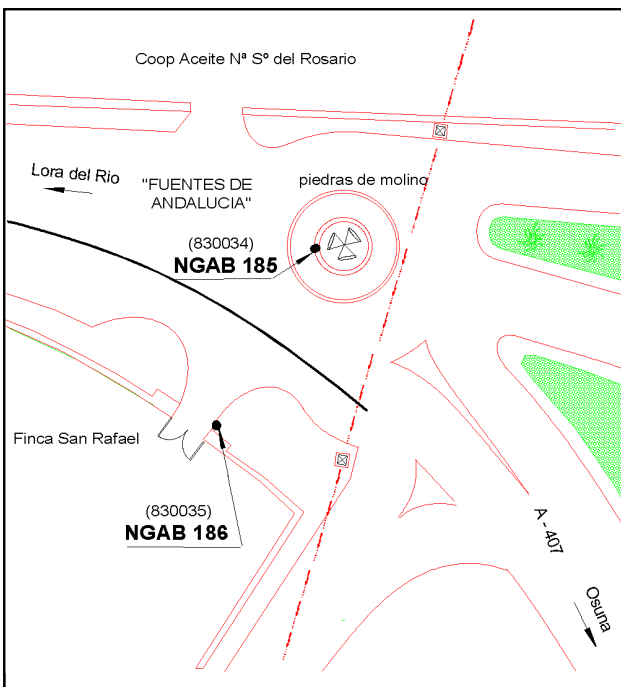 Coop Aceite Nª Sº del Rosario
Lora del Rio
"FUENTES DE
ANDALUCIA"
piedras de molino
(830034)
NGAB 185
Finca San Rafael
(830035)
NGAB 186
A - 407
Osuna